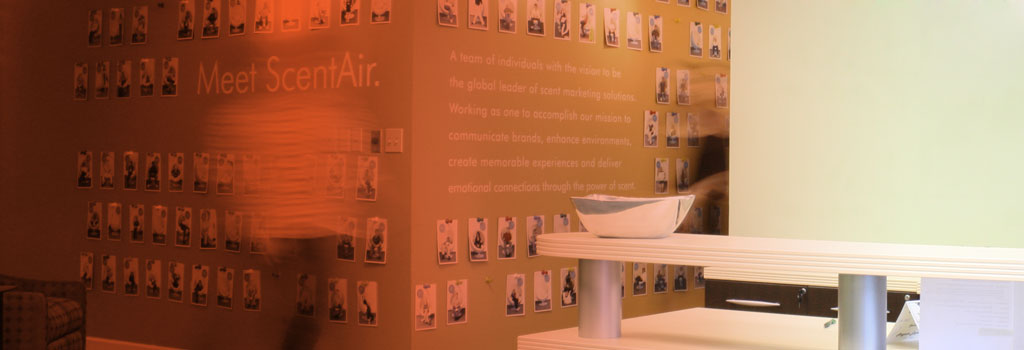 Meet ScentAir.
A team of individuals with the vision to be
the global leader of scent marketing solutions.
Working as one to accomplish our mission to
communicate brands, enhance environments,
create memorable experiences and deliver
emotional connections through the power of scent.